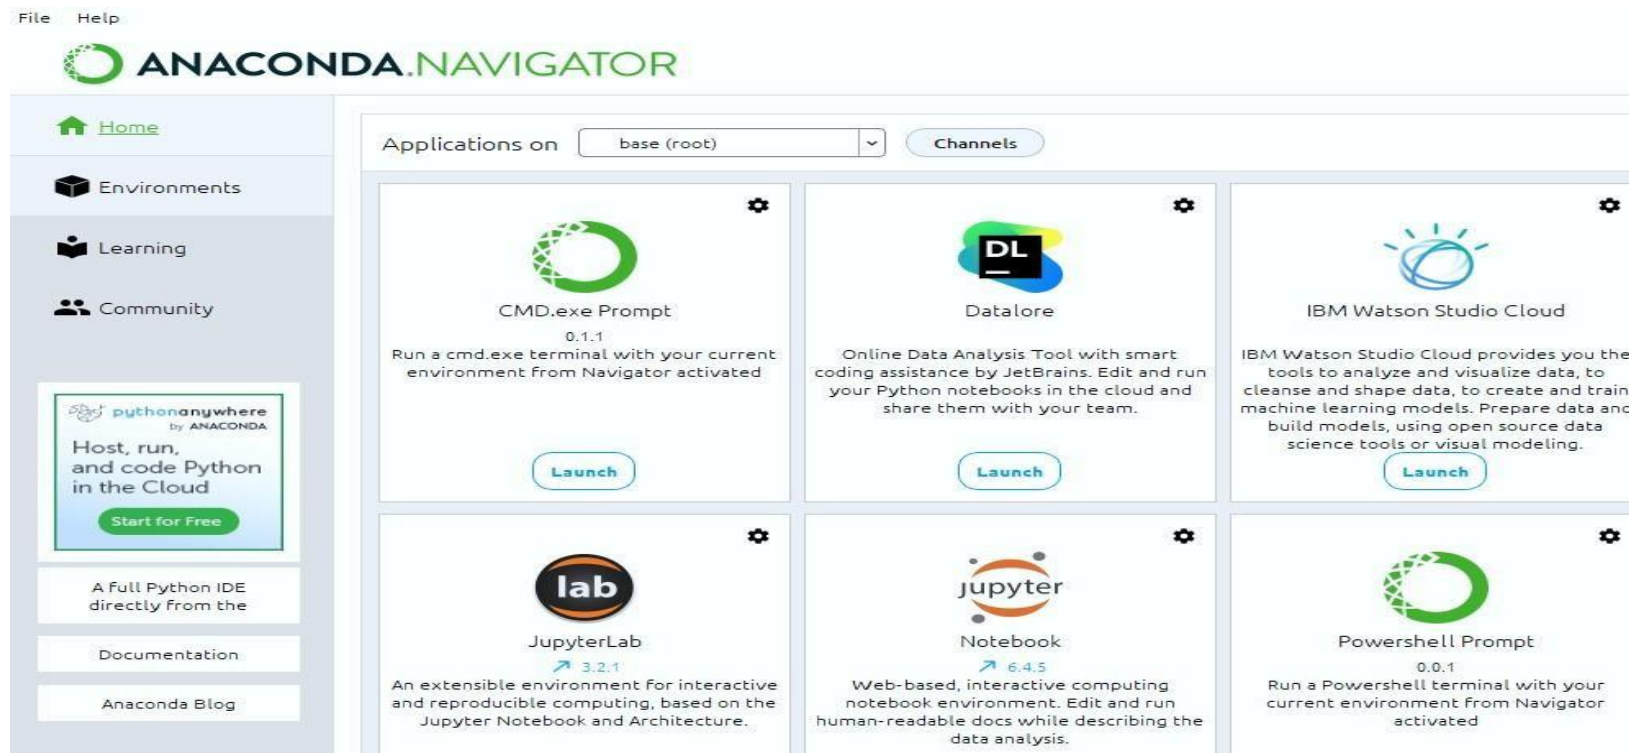 File Help
ANACONDA.NAVIGATOR
Home
Environments
Learning
Community
pythonanywhere
by ANACONDA
Host, run,
and code Python
in the Cloud
Start for Free
A full Python IDE
directly from the
Documentation
Anaconda Blog
Applications on base (root) Channels
CMD.exe Prompt
0.1.1
Run a cmd.exe terminal with your current
environment from Navigator activated
Launch
DL
Datalore
Online Data Analysis Tool with smart
coding assistance by JetBrains. Edit and run
your Python notebooks in the cloud and
share them with your team.
Launch
IBM Watson Studio Cloud
IBM Watson Studio Cloud provides you the
tools to analyze and visualize data, to
cleanse and shape data, to create and train
machine learning models. Prepare data and
build models, using open source data
science tools or visual modeling.
Launch
lab
JupyterLab
3.2.1
An extensible environment for interactive
and reproducible computing, based on the
Jupyter Notebook and Architecture.
jupyter
Notebook
6.4.5
Web-based, interactive computing
notebook environment. Edit and run
human-readable docs while describing the
data analysis.
Powershell Prompt
0.0.1
Run a Powershell terminal with your
current environment from Navigator
activated